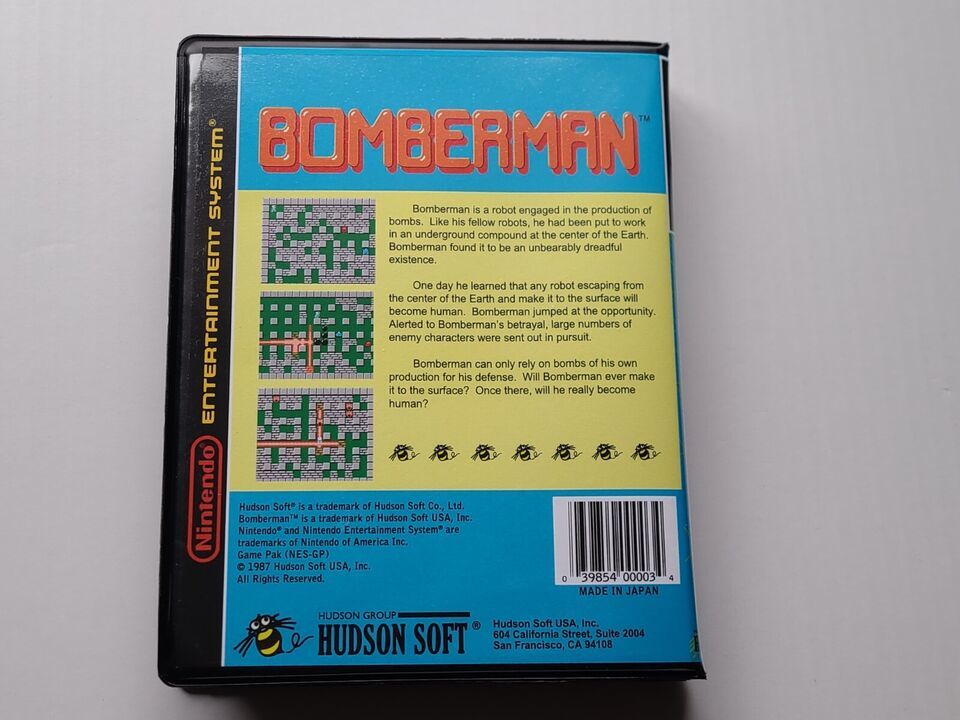 BOMBERMAN™
Nintendo® ENTERTAINMENT SYSTEM®
Bomberman is a robot engaged in the production of
bombs. Like his fellow robots, he had been put to work
in an underground compound at the center of the Earth.
Bomberman found it to be an unbearably dreadful
existence.
One day he learned that any robot escaping from
the center of the Earth and make it to the surface will
become human. Bomberman jumped at the opportunity.
Alerted to Bomberman's betrayal, large numbers of
enemy characters were sent out in pursuit.
Bomberman can only rely on bombs of his own
production for his defense. Will Bomberman ever make
it to the surface? Once there, will he really become
human?
Hudson Soft® is a trademark of Hudson Soft Co., Ltd.
Bomberman™ is a trademark of Hudson Soft USA, Inc.
Nintendo® and Nintendo Entertainment System® are
trademarks of Nintendo of America Inc.
Game Pak (NES-GP)
© 1987 Hudson Soft USA, Inc.
All Rights Reserved.
0 39854 00003 4
MADE IN JAPAN
HUDSON GROUP
HUDSON SOFT®
Hudson Soft USA, Inc.
604 California Street, Suite 2004
San Francisco, CA 94108